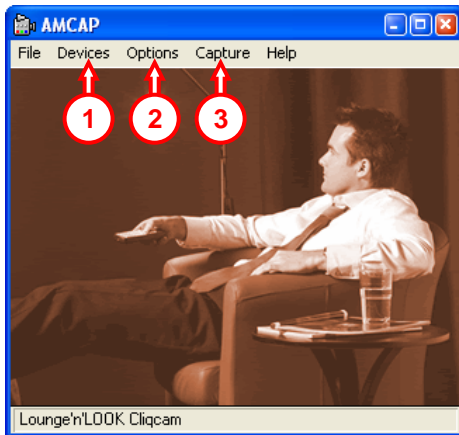 AMCAP
File Devices Options Capture Help
1 2 3
Lounge'n'LOOK Cliqcam